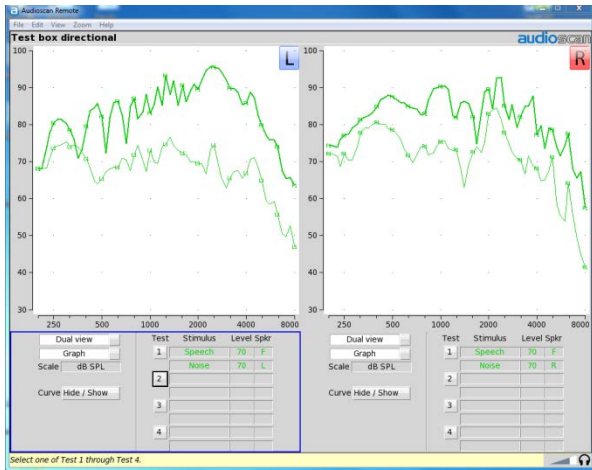 Audioscan Remote
File Edit View Zoom Help
Test box directional
audioscan
L
R
100
90
80
70
60
50
40
30
250 500 1000 2000 4000 8000
100
90
80
70
60
50
40
30
250 500 1000 2000 4000 8000
Dual view
Graph
Scale dB SPL
Curve Hide / Show
Test Stimulus Level Spkr
1 Speech 70 F
Noise 70 L
2
3
4
Dual view
Graph
Scale dB SPL
Curve Hide / Show
Test Stimulus Level Spkr
1 Speech 70 F
Noise 70 R
2
3
4
Select one of Test 1 through Test 4.